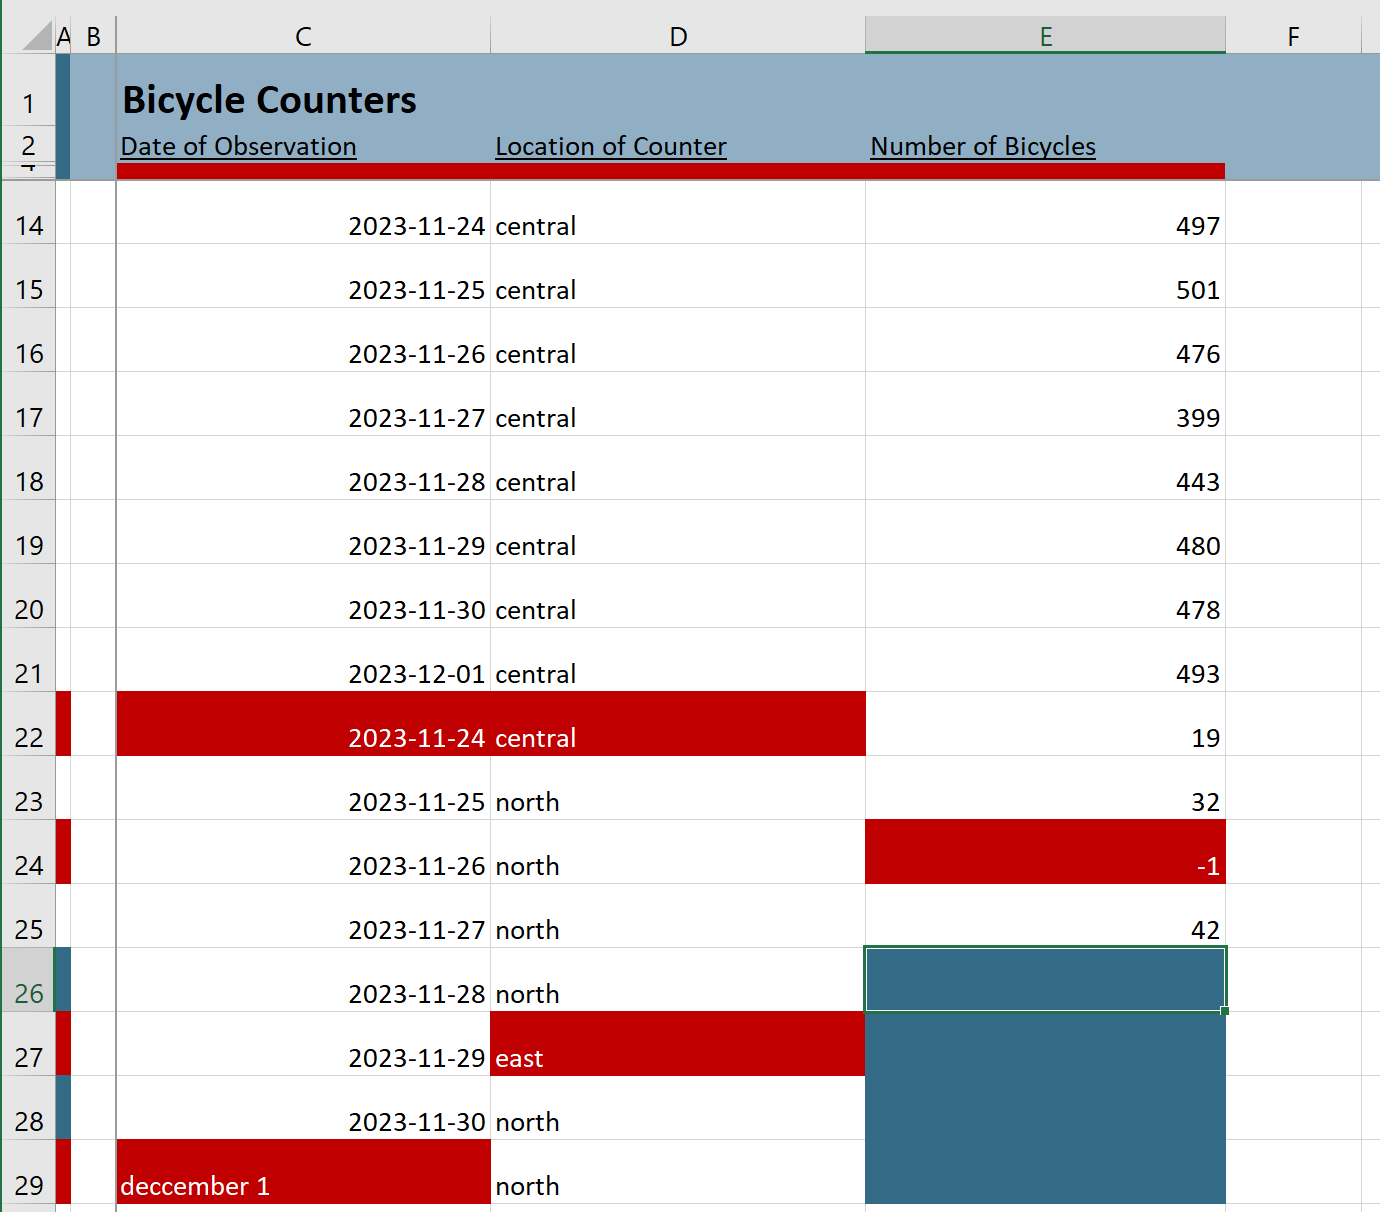 A B C D E F
1 Bicycle Counters
2 Date of Observation Location of Counter Number of Bicycles
4
14 2023-11-24 central 497
15 2023-11-25 central 501
16 2023-11-26 central 476
17 2023-11-27 central 399
18 2023-11-28 central 443
19 2023-11-29 central 480
20 2023-11-30 central 478
21 2023-12-01 central 493
22 2023-11-24 central 19
23 2023-11-25 north 32
24 2023-11-26 north -1
25 2023-11-27 north 42
26 2023-11-28 north
27 2023-11-29 east
28 2023-11-30 north
29 deccember 1 north